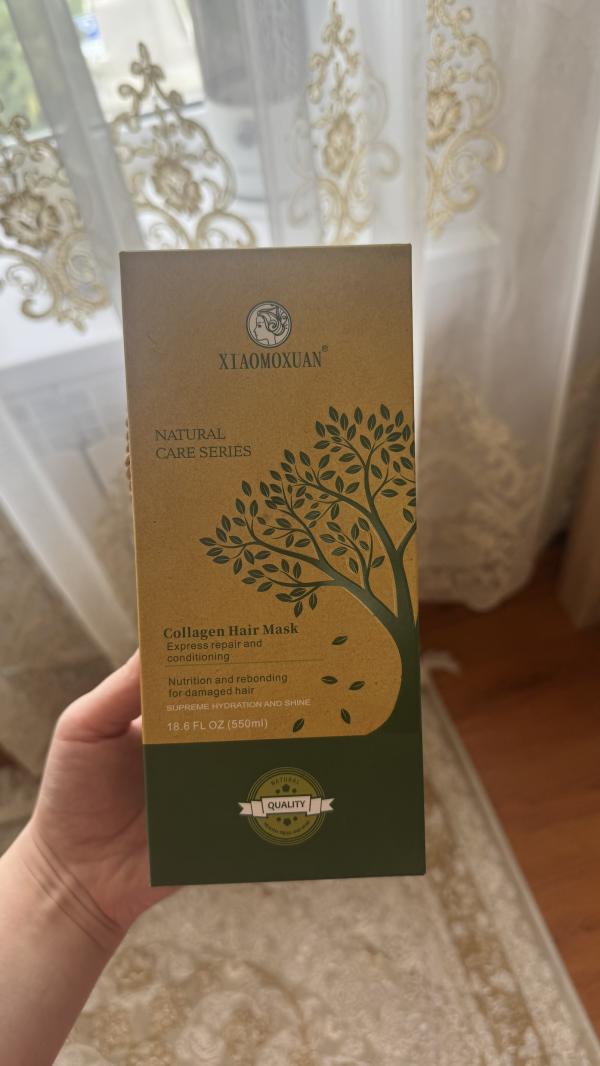 XIAOMOXUAN®
NATURAL
CARE SERIES
Collagen Hair Mask
Express repair and
conditioning
Nutrition and rebonding
for damaged hair
SUPREME HYDRATION AND SHINE
18.6 FL OZ (550ml)
NATURAL
QUALITY